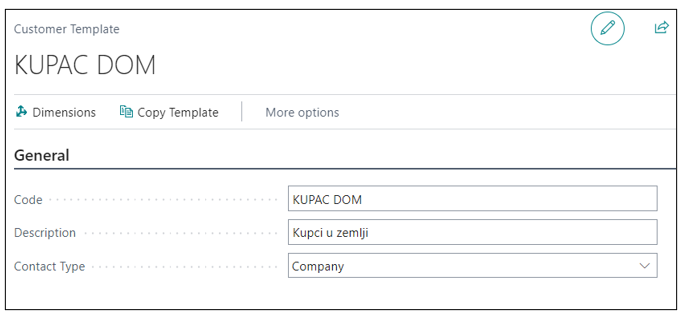 Customer Template
KUPAC DOM
Dimensions Copy Template More options
General
Code KUPAC DOM
Description Kupci u zemlji
Contact Type Company